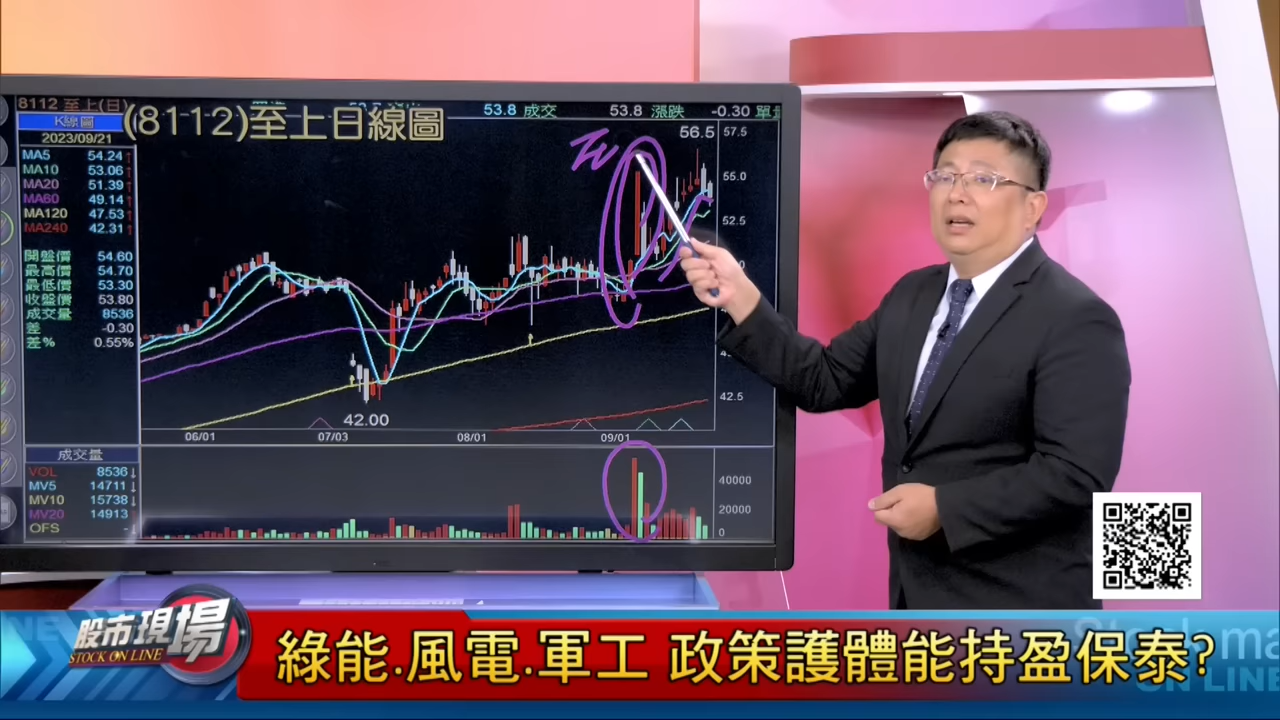 8112 至上(日)
(8112)至上日線圖
53.8 成交 53.8 漲跌 -0.30 單量
K線圖
2023/09/21
MA5 54.24↑
MA10 53.06↑
MA20 51.39↑
MA60 49.14↑
MA120 47.53↑
MA240 42.31↑
開盤價 54.60
最高價 54.70
最低價 53.30
收盤價 53.80
成交量 8536
差 -0.30
差% 0.55%
56.5
57.5
55.0
52.5
42.5
42.00
06/01 07/03 08/01 09/01
成交量
VOL 8536↓
MV5 14711↓
MV10 15738↓
MV20 14913↓
OFS -↓
40000
20000
0
股市現場
STOCK ON LINE
綠能.風電.軍工 政策護體能持盈保泰?
ON LINE